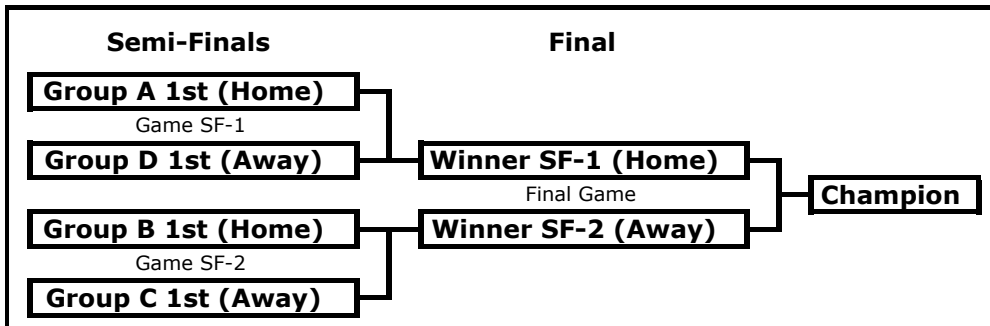 Semi-Finals
Final
Group A 1st (Home)
Game SF-1
Group D 1st (Away)
Winner SF-1 (Home)
Final Game
Champion
Group B 1st (Home)
Winner SF-2 (Away)
Game SF-2
Group C 1st (Away)